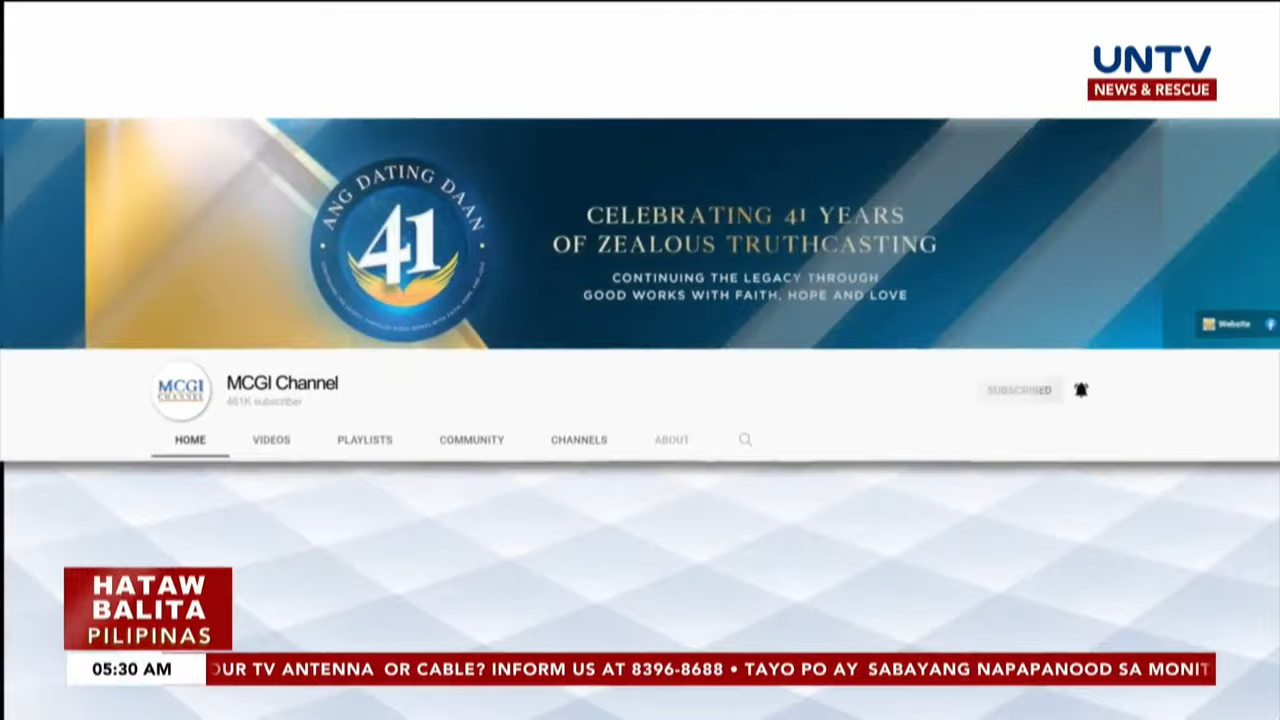 UNTV
NEWS & RESCUE
ANG DATING DAAN
41
CELEBRATING 41 YEARS
OF ZEALOUS TRUTHCASTING
CONTINUING THE LEGACY THROUGH
GOOD WORKS WITH FAITH, HOPE AND LOVE
Website
MCGI
CHANNEL
MCGI Channel
461K subscriber
SUBSCRIBED
HOME VIDEOS PLAYLISTS COMMUNITY CHANNELS ABOUT
HATAW
BALITA
PILIPINAS
05:30 AM
OUR TV ANTENNA OR CABLE? INFORM US AT 8396-8688 • TAYO PO AY SABAYANG NAPAPANOOD SA MONIT